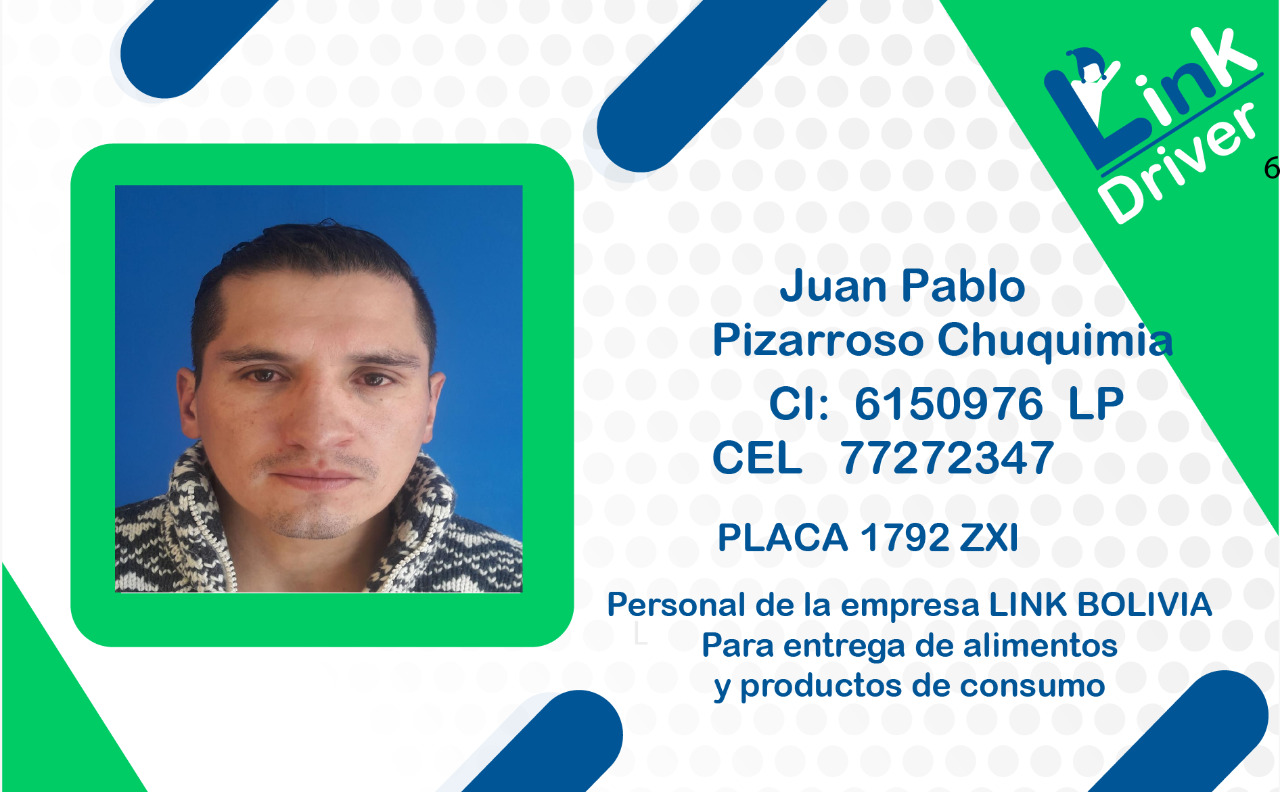 Link
Driver
6
Juan Pablo
Pizarroso Chuquimia
CI: 6150976 LP
CEL 77272347
PLACA 1792 ZXI
Personal de la empresa LINK BOLIVIA
L
Para entrega de alimentos
y productos de consumo